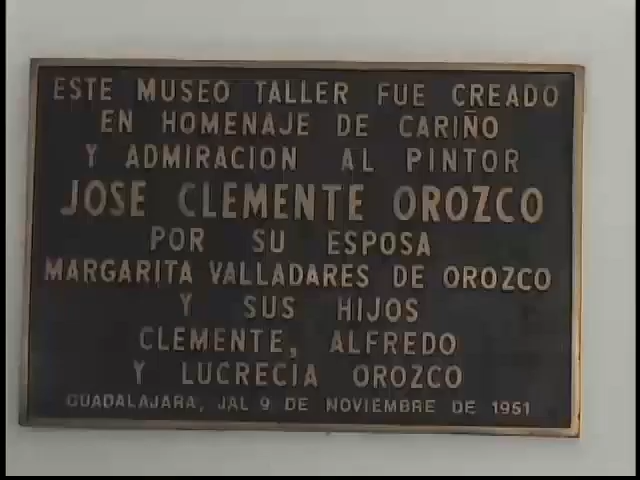 ESTE MUSEO TALLER FUE CREADO
EN HOMENAJE DE CARIÑO
Y ADMIRACION AL PINTOR
JOSE CLEMENTE OROZCO
POR SU ESPOSA
MARGARITA VALLADARES DE OROZCO
Y SUS HIJOS
CLEMENTE, ALFREDO
Y LUCRECIA OROZCO
GUADALAJARA, JAL 9 DE NOVIEMBRE DE 1951